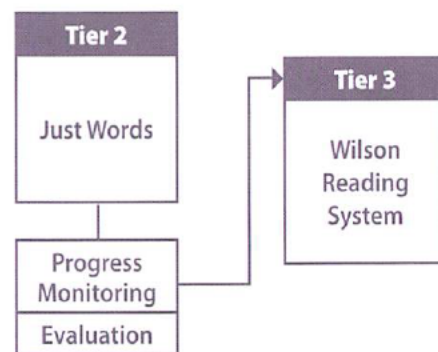 Tier 2
Just Words
Progress
Monitoring
Evaluation
Tier 3
Wilson
Reading
System